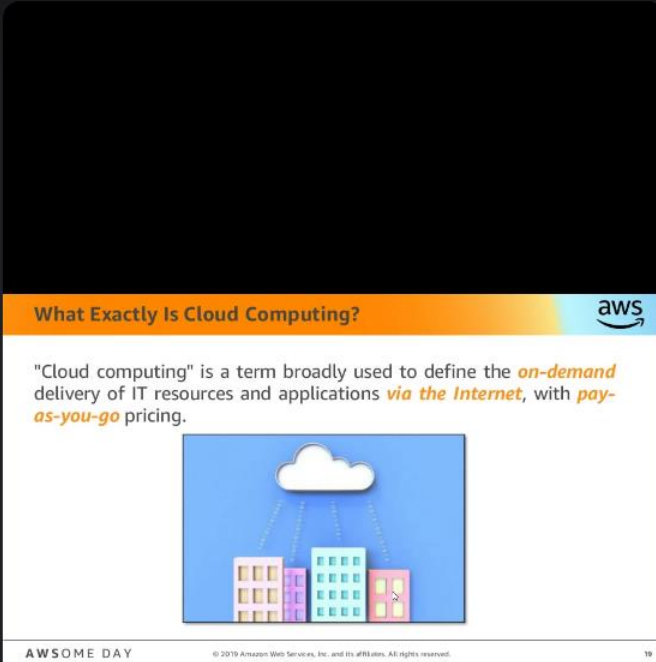 What Exactly Is Cloud Computing?
aws
"Cloud computing" is a term broadly used to define the on-demand
delivery of IT resources and applications via the Internet, with pay-
as-you-go pricing.
AWSOME DAY
© 2019 Amazon Web Services, Inc. and its affiliates. All rights reserved.
19